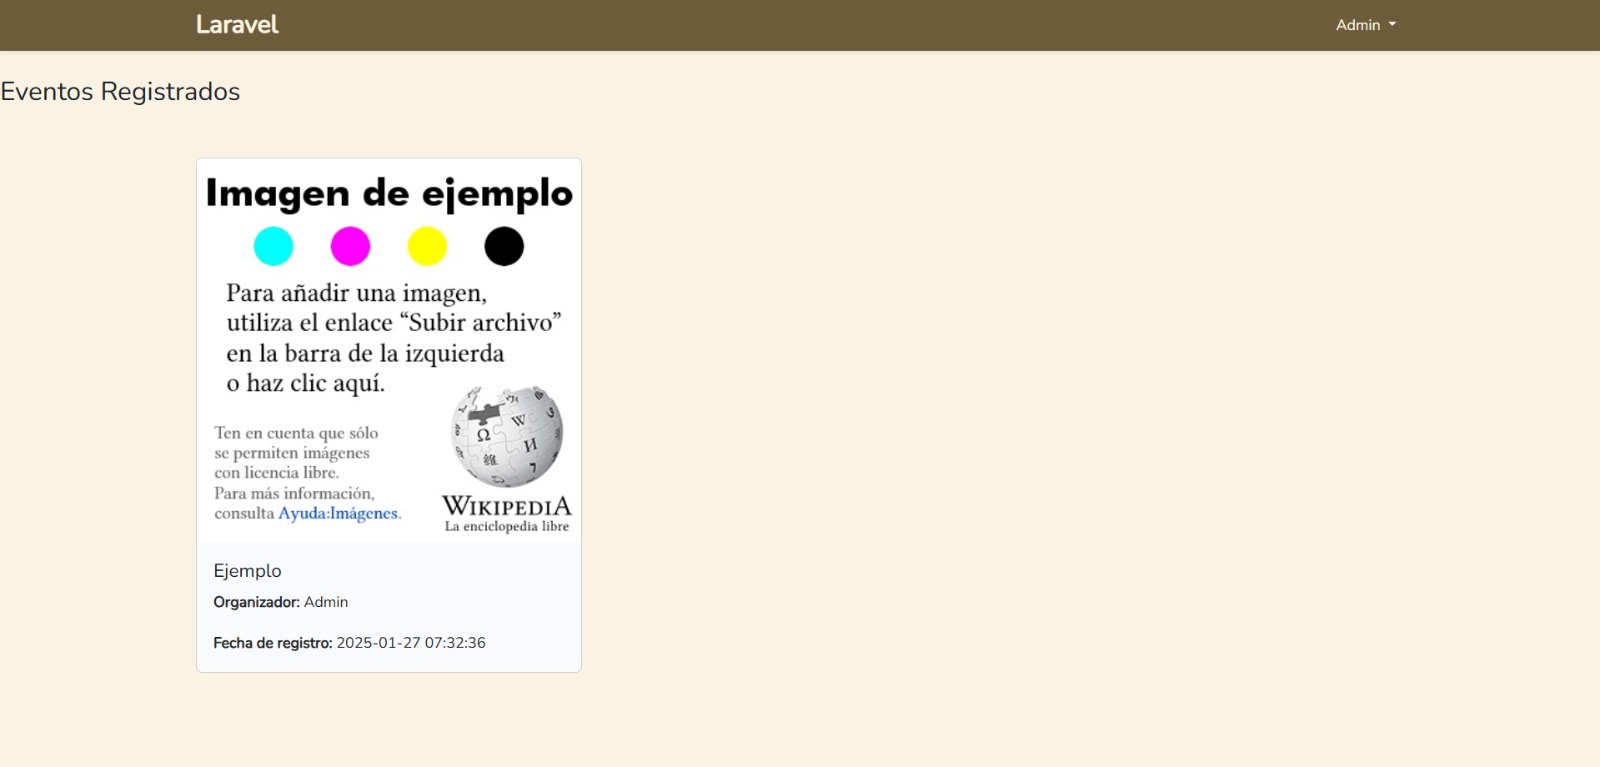 Laravel
Admin
Eventos Registrados
Imagen de ejemplo
Para añadir una imagen,
utiliza el enlace “Subir archivo”
en la barra de la izquierda
o haz clic aquí.
Ten en cuenta que sólo
se permiten imágenes
con licencia libre.
Para más información,
consulta Ayuda:Imágenes.
Ω W И
維
WIKIPEDIA
La enciclopedia libre
Ejemplo
Organizador: Admin
Fecha de registro: 2025-01-27 07:32:36